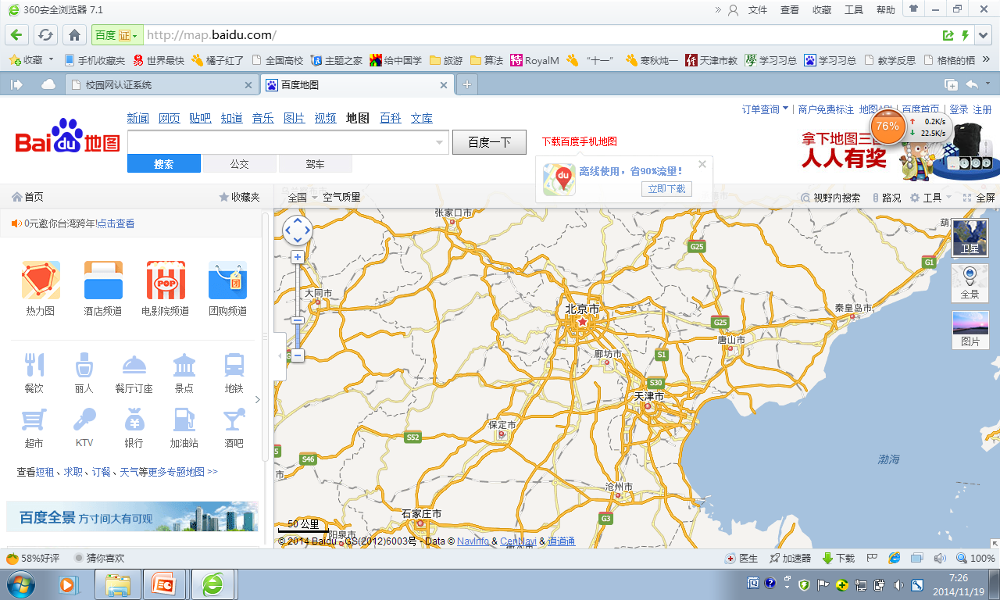 360安全浏览器 7.1
» 文件 查看 收藏 工具 帮助
百度 证 http://map.baidu.com/
收藏 手机收藏夹 世界最快 橘子红了 全国高校 主题之家 绘中国学 旅游 算法 特 RoyalM “十一” 寒秋炖一 天津市教 学习习总 学习习总 教学反思 格格的栖 »
校园网认证系统 百度地图
订单查询 | 商户免费标注 | 百度首页 | 登录 注册
新闻 网页 贴吧 知道 音乐 图片 视频 地图 百科 文库
Bai du 地图
百度一下 下载百度手机地图
76% 0.2K/s
22.5K/s
拿下地图三
人人有奖
搜索 公交 驾车
du 离线使用，省90%流量！
立即下载
首页 收藏夹
全国 空气质量 视野内搜索 路况 工具 全屏
0元邀你台湾跨年!点击查看
热力图 酒店频道 POP 电影院频道 团 团购频道
餐饮 丽人 餐厅订座 景点 地铁
超市 KTV 银行 加油站 酒吧
查看短租、求职、订餐、天气等更多专题地图 >>
百度全景 方寸间大有可观
张家口市
G25
G1
卫星
全景
图片
大同市
北京市
秦皇岛市
G25
唐山市
廊坊市
S1
S30
天津市
保定市
S52
S46
渤海
沧州市
石家庄市
G3
50 公里
阳泉市
© 2014 Baidu - GS(2012)6003号 - Data © NavInfo & CenNavi & 道道通
58%好评 猜你喜欢 医生 加速器 下载 100%
7:26
2014/11/19